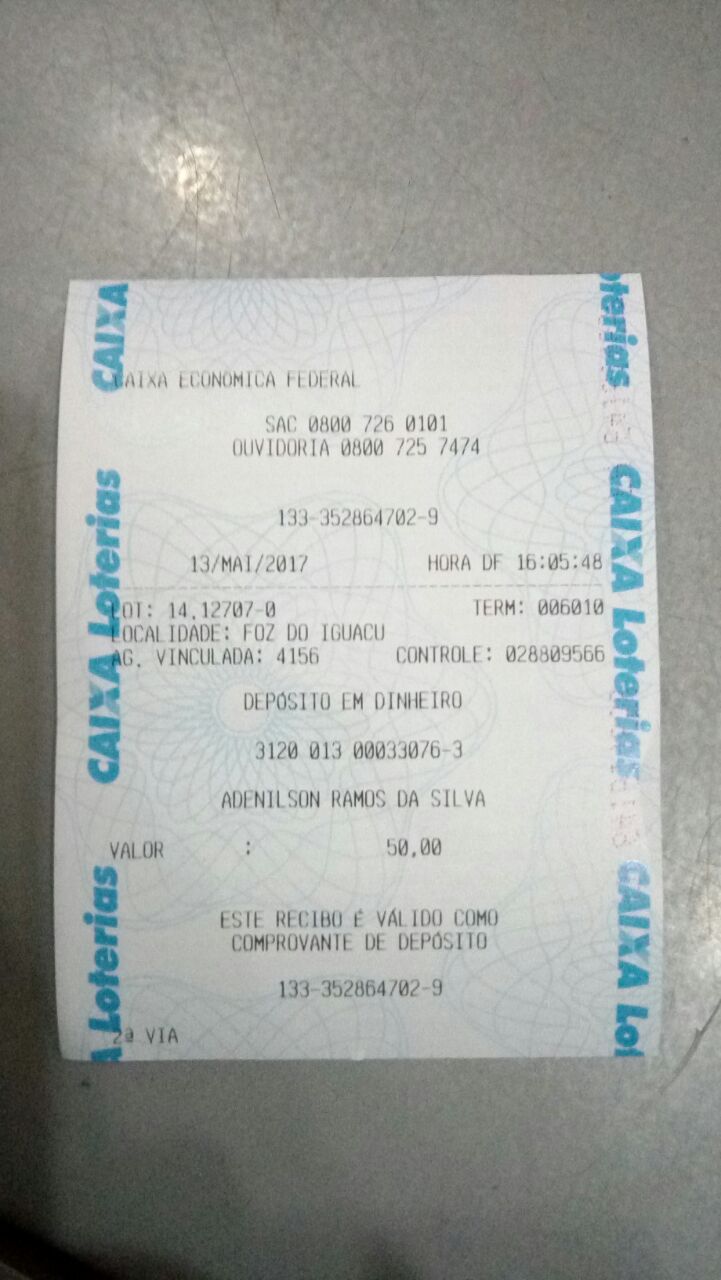 CAIXA ECONOMICA FEDERAL
SAC 0800 726 0101
OUVIDORIA 0800 725 7474
133-352864702-9
13/MAI/2017 HORA DF 16:05:48
LOT: 14.12707-0 TERM: 006010
LOCALIDADE: FOZ DO IGUACU
AG. VINCULADA: 4156 CONTROLE: 028809566
DEPÓSITO EM DINHEIRO
3120 013 00033076-3
ADENILSON RAMOS DA SILVA
VALOR : 50,00
ESTE RECIBO É VÁLIDO COMO
COMPROVANTE DE DEPÓSITO
133-352864702-9
2ª VIA
CAIXA
CAIXA Loterias
A Loterias
oterias
CAIXA Loterias
CAIXA Lot